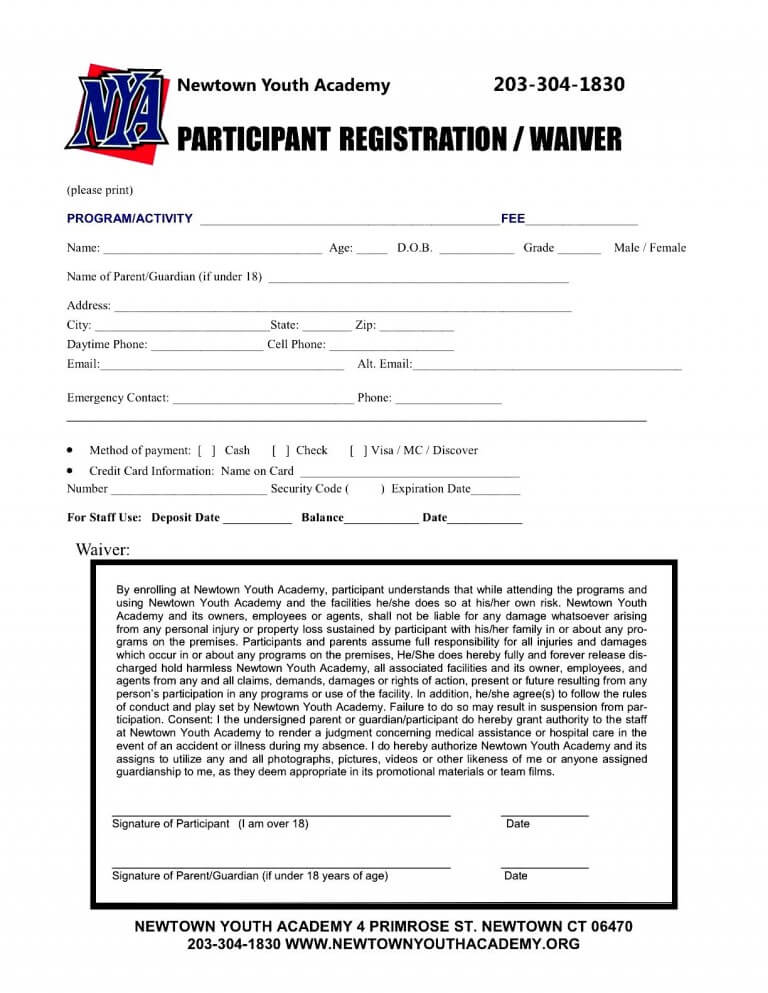 NYA
Newtown Youth Academy 203-304-1830
PARTICIPANT REGISTRATION / WAIVER
(please print)
PROGRAM/ACTIVITY ________________________________________FEE________________
Name: ___________________________________ Age: _____ D.O.B. ____________ Grade _______ Male / Female
Name of Parent/Guardian (if under 18) ________________________________________________
Address: _________________________________________________________________________
City: ____________________________State: ________ Zip: ____________
Daytime Phone: __________________ Cell Phone: ____________________
Email:_______________________________________ Alt. Email:___________________________________________
Emergency Contact: _____________________________ Phone: _________________
• Method of payment: [ ] Cash [ ] Check [ ] Visa / MC / Discover
• Credit Card Information: Name on Card ___________________________________
Number _________________________ Security Code ( ) Expiration Date________
For Staff Use: Deposit Date ___________ Balance____________ Date____________
Waiver:
By enrolling at Newtown Youth Academy, participant understands that while attending the programs and
using Newtown Youth Academy and the facilities he/she does so at his/her own risk. Newtown Youth
Academy and its owners, employees or agents, shall not be liable for any damage whatsoever arising
from any personal injury or property loss sustained by participant with his/her family in or about any pro-
grams on the premises. Participants and parents assume full responsibility for all injuries and damages
which occur in or about any programs on the premises, He/She does hereby fully and forever release dis-
charged hold harmless Newtown Youth Academy, all associated facilities and its owner, employees, and
agents from any and all claims, demands, damages or rights of action, present or future resulting from any
person's participation in any programs or use of the facility. In addition, he/she agree(s) to follow the rules
of conduct and play set by Newtown Youth Academy. Failure to do so may result in suspension from par-
ticipation. Consent: I the undersigned parent or guardian/participant do hereby grant authority to the staff
at Newtown Youth Academy to render a judgment concerning medical assistance or hospital care in the
event of an accident or illness during my absence. I do hereby authorize Newtown Youth Academy and its
assigns to utilize any and all photographs, pictures, videos or other likeness of me or anyone assigned
guardianship to me, as they deem appropriate in its promotional materials or team films.
Signature of Participant (I am over 18) Date
Signature of Parent/Guardian (if under 18 years of age) Date
NEWTOWN YOUTH ACADEMY 4 PRIMROSE ST. NEWTOWN CT 06470
203-304-1830 WWW.NEWTOWNYOUTHACADEMY.ORG